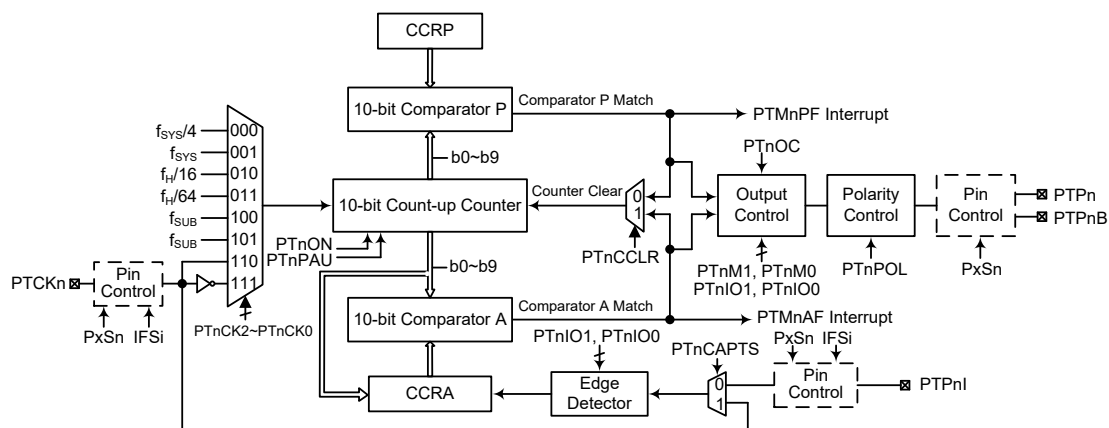 CCRP
10-bit Comparator P
Comparator P Match
PTMnPF Interrupt
fSYS/4
000
fSYS
001
fH/16
010
fH/64
011
fSUB
100
fSUB
101
110
111
b0~b9
PTnOC
10-bit Count-up Counter
Counter Clear
0
1
Output
Control
Polarity
Control
Pin
Control
PTPn
PTPnB
PTnON
PTnPAU
PTnCCLR
PTnM1, PTnM0
PTnIO1, PTnIO0
PTnPOL
PxSn
PTCKn
Pin
Control
PxSn
IFSi
PTnCK2~PTnCK0
b0~b9
10-bit Comparator A
Comparator A Match
PTMnAF Interrupt
PTnIO1, PTnIO0
PTnCAPTS
PxSn
IFSi
CCRA
Edge
Detector
0
1
Pin
Control
PTPnI